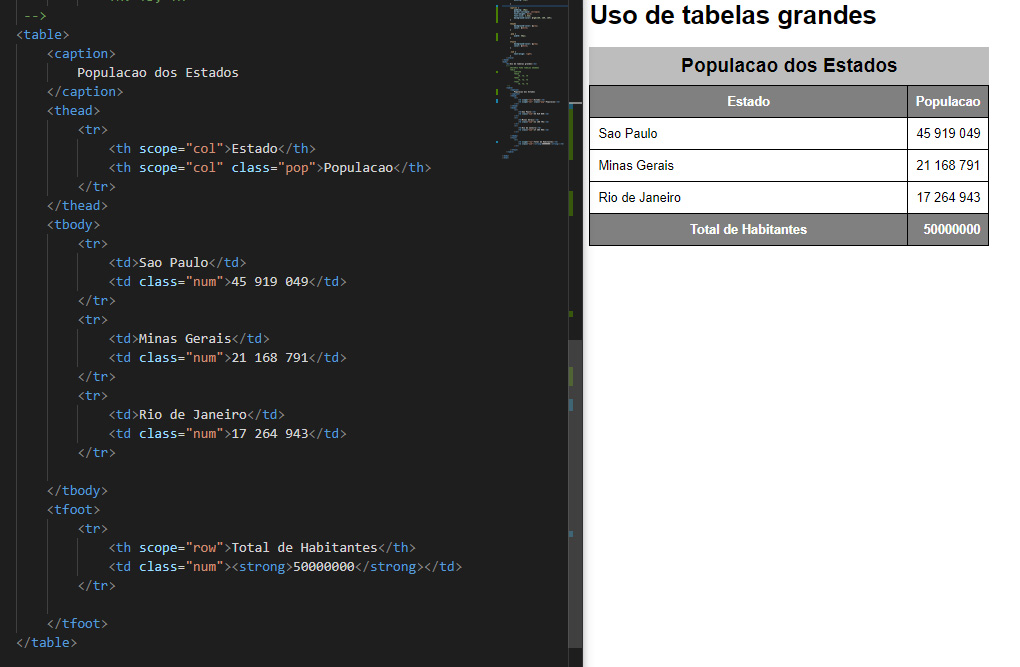 -->
<table>
<caption>
Populacao dos Estados
</caption>
<thead>
<tr>
<th scope="col">Estado</th>
<th scope="col" class="pop">Populacao</th>
</tr>
</thead>
<tbody>
<tr>
<td>Sao Paulo</td>
<td class="num">45 919 049</td>
</tr>
<tr>
<td>Minas Gerais</td>
<td class="num">21 168 791</td>
</tr>
<tr>
<td>Rio de Janeiro</td>
<td class="num">17 264 943</td>
</tr>
</tbody>
<tfoot>
<tr>
<th scope="row">Total de Habitantes</th>
<td class="num"><strong>50000000</strong></td>
</tr>
</tfoot>
</table>
Uso de tabelas grandes
Populacao dos Estados
Estado Populacao
Sao Paulo 45 919 049
Minas Gerais 21 168 791
Rio de Janeiro 17 264 943
Total de Habitantes 50000000